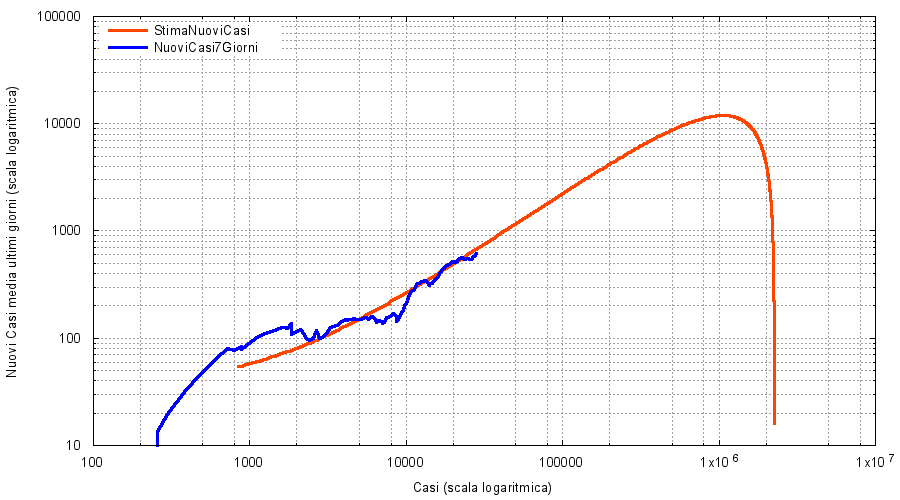 100000
10000
1000
100
10
StimaNuoviCasi
NuoviCasi7Giorni
Nuovi Casi media ultimi giorni (scala logaritmica)
100
1000
10000
100000
1x10 6
1x10 7
Casi (scala logaritmica)